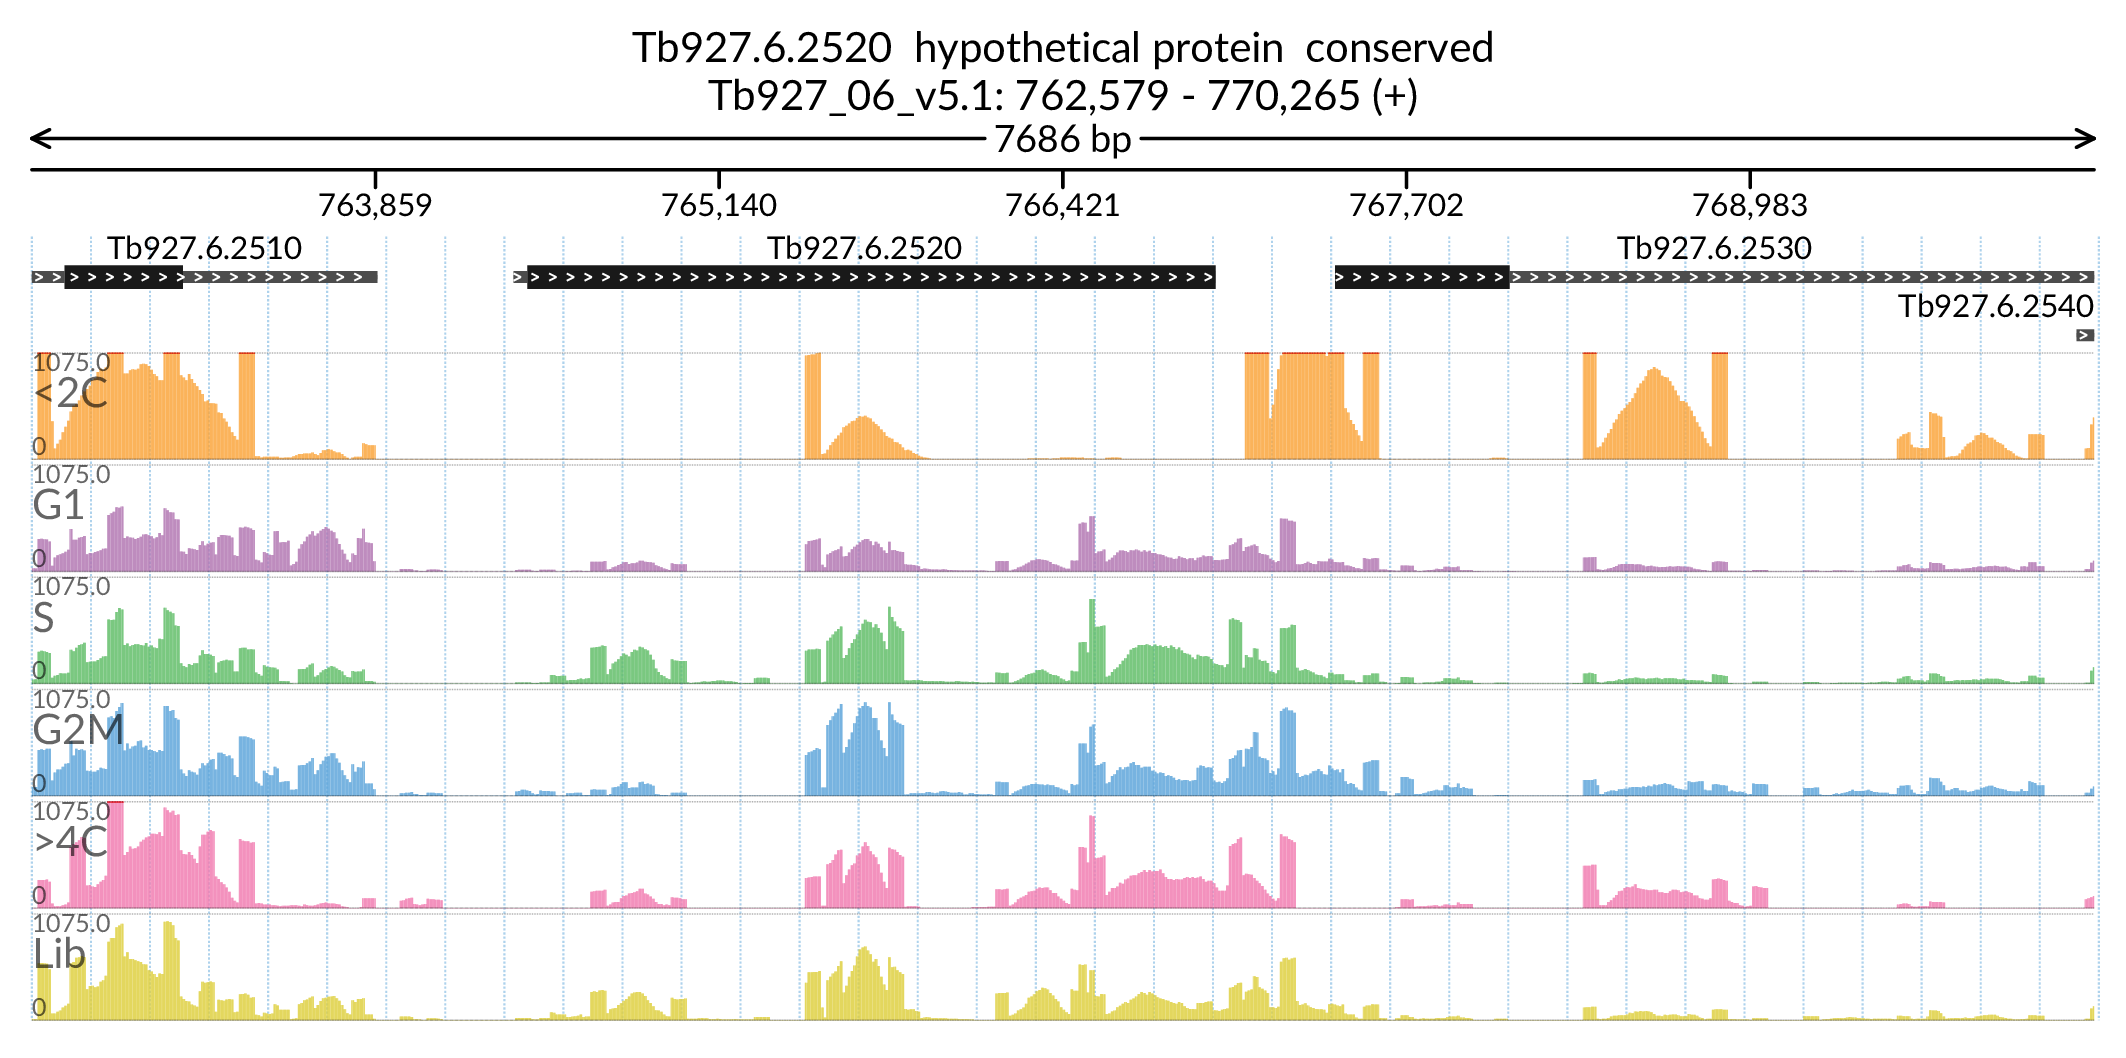 Tb927.6.2520  hypothetical protein  conserved
Tb927_06_v5.1: 762,579 - 770,265 (+)
7686 bp
763,859 765,140 766,421 767,702 768,983
Tb927.6.2510 Tb927.6.2520 Tb927.6.2530
Tb927.6.2540
1075.0
<2C
0
1075.0
G1
0
1075.0
S
0
1075.0
G2M
0
1075.0
>4C
0
1075.0
Lib
0